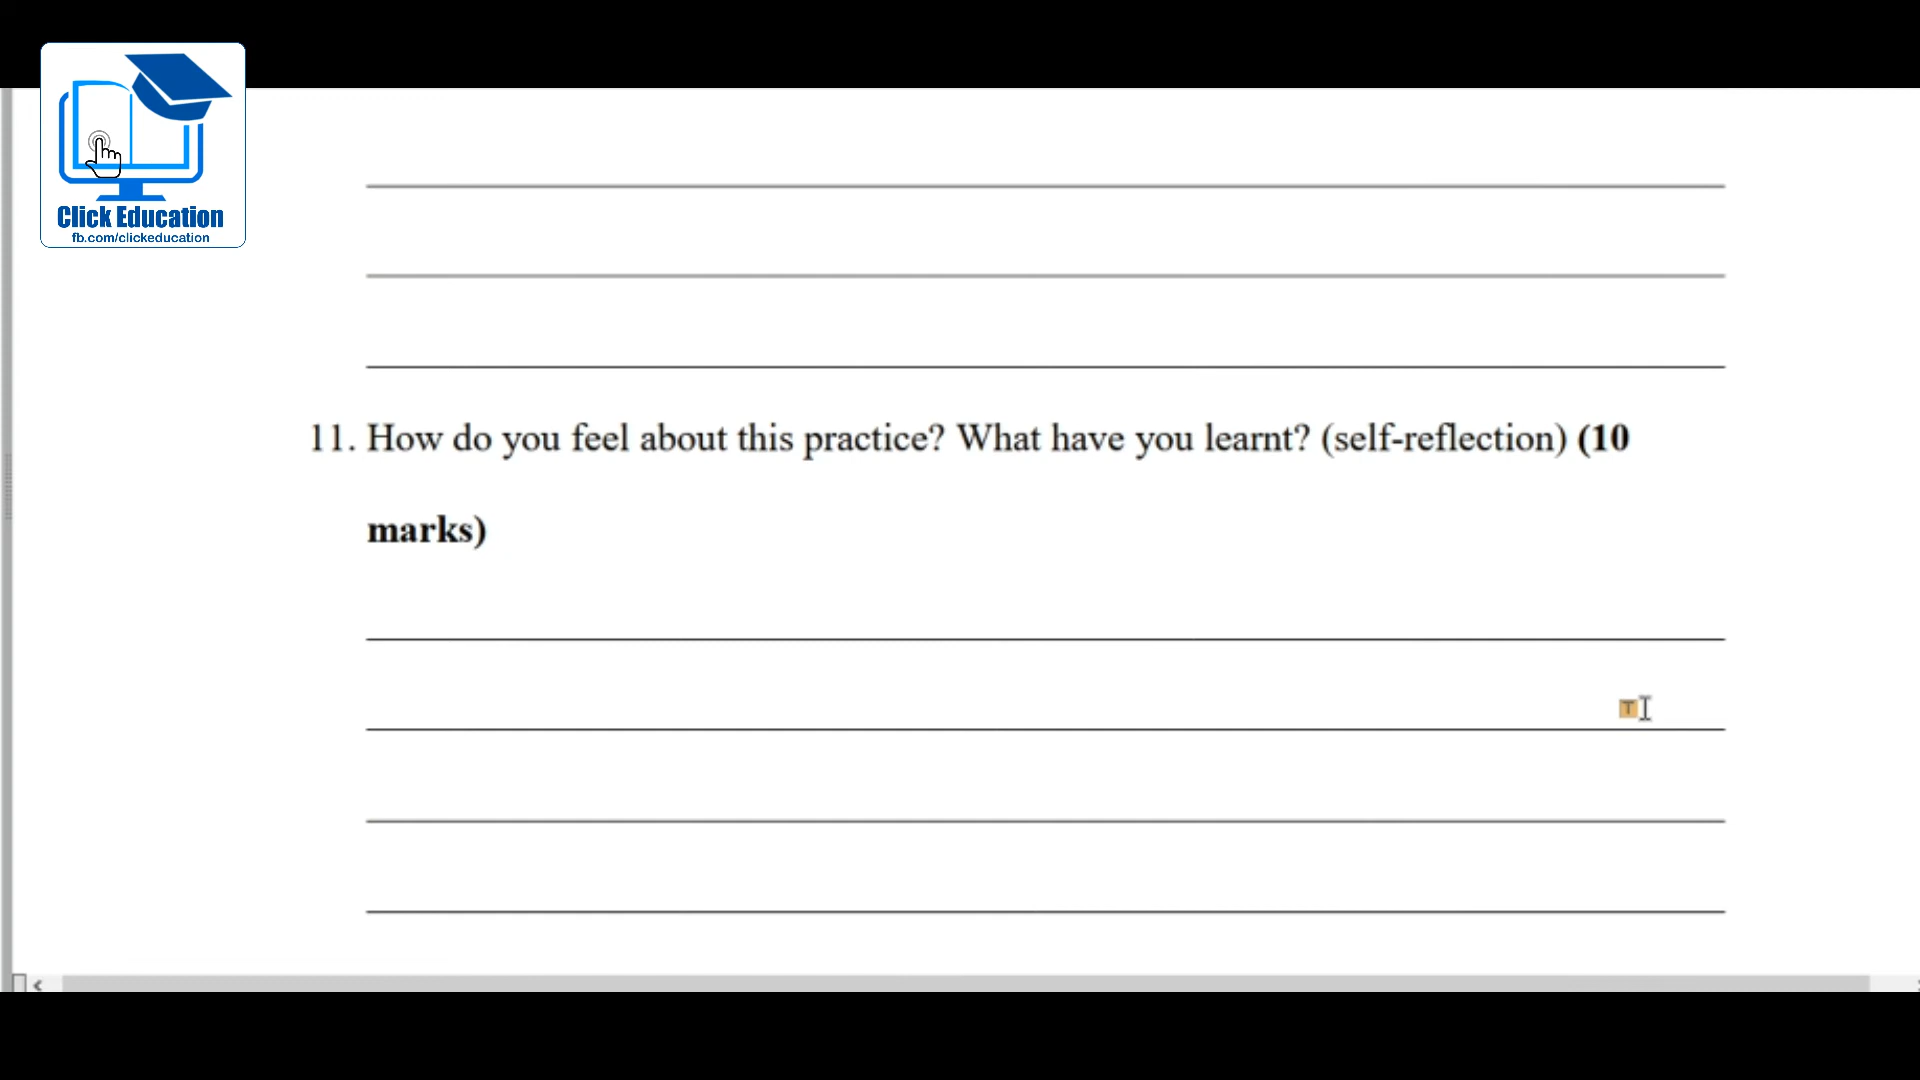 Click Education
fb.com/clickeducation
11. How do you feel about this practice? What have you learnt? (self-reflection) (10
marks)
T